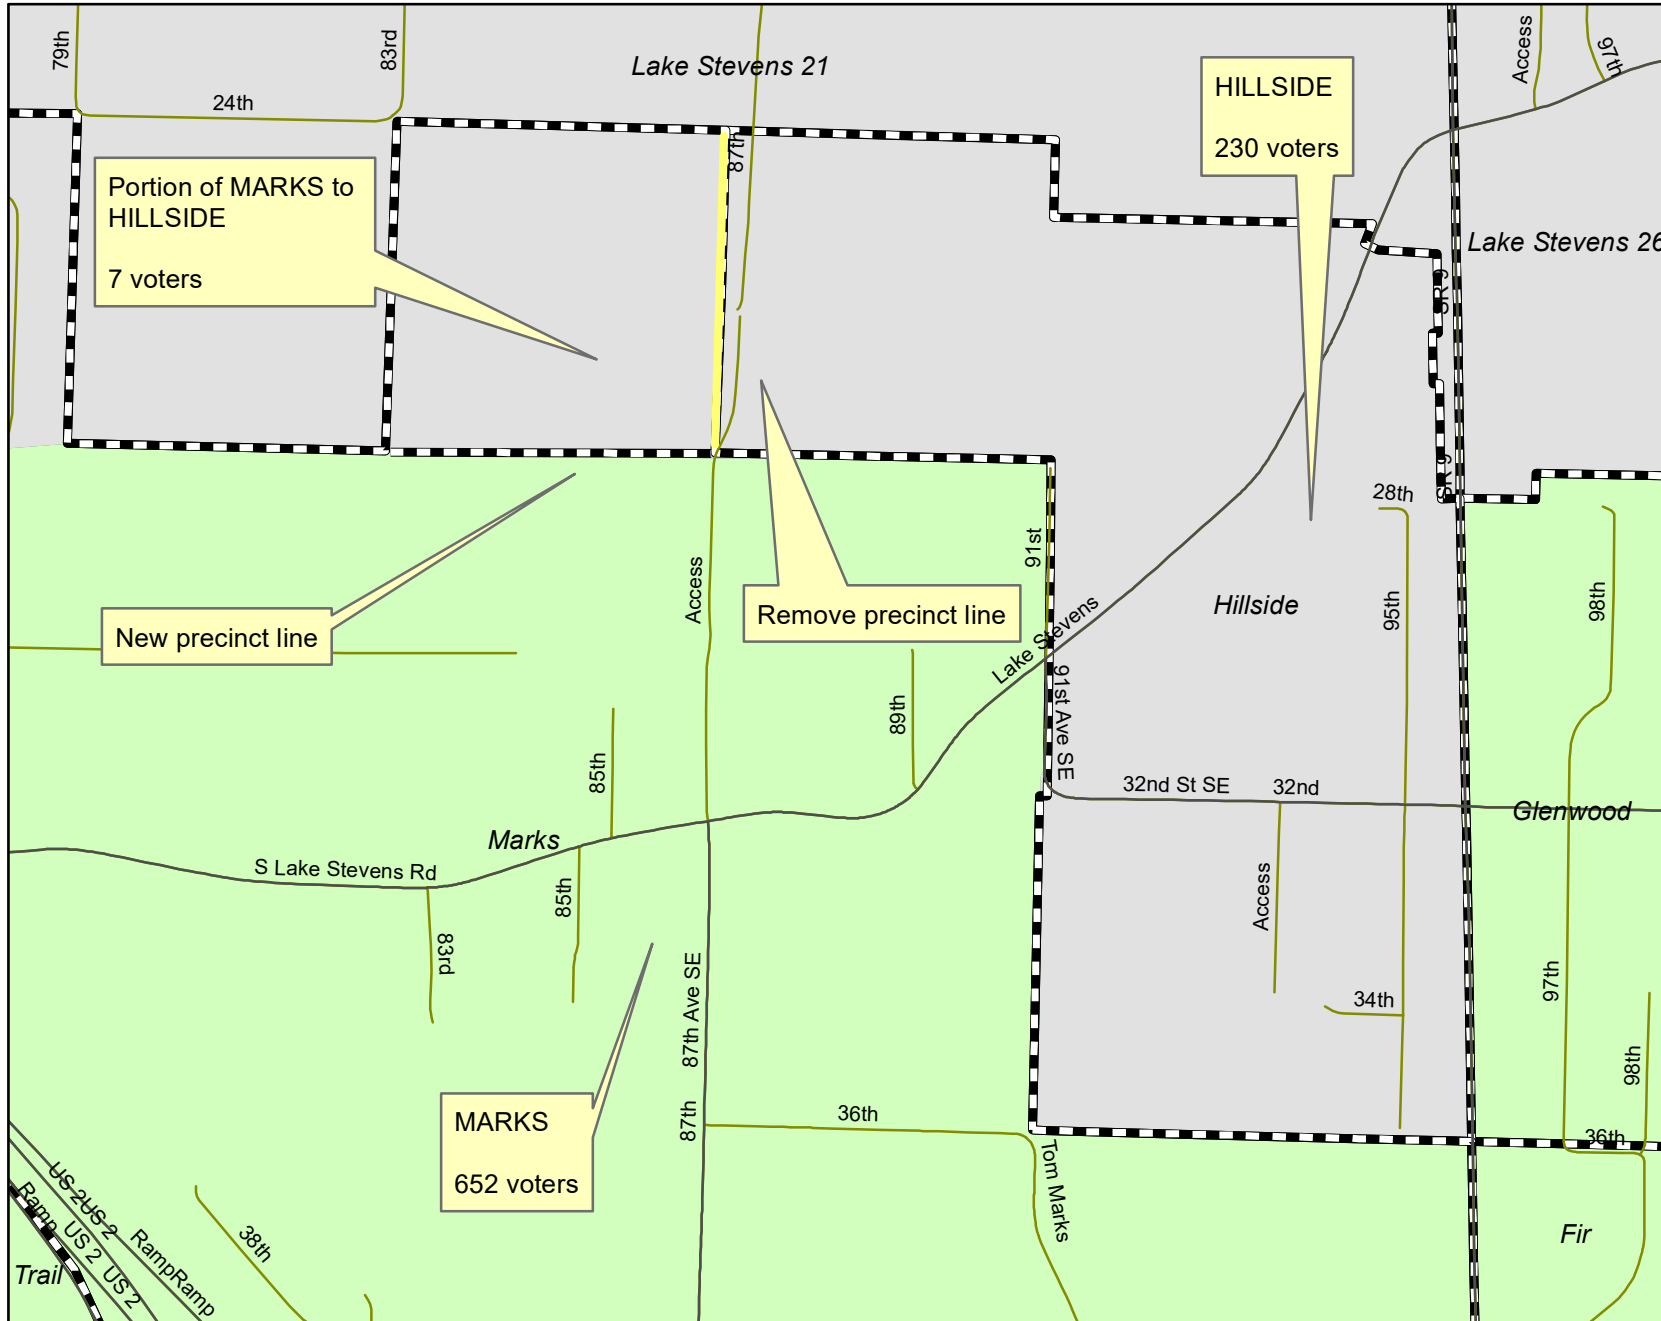 79th
83rd
Lake Stevens 21
Access
97th
24th
HILLSIDE
230 voters
87th
Portion of MARKS to
HILLSIDE
7 voters
Lake Stevens 26
SR 9
SR 9
28th
91st
Access
Hillside
95th
98th
Remove precinct line
New precinct line
Lake Stevens
91st Ave SE
89th
85th
32nd St SE
32nd
Glenwood
Marks
S Lake Stevens Rd
85th
Access
83rd
97th
34th
87th Ave SE
98th
MARKS
652 voters
87th
36th
36th
Tom Marks
US 2
US 2
Ramp
US 2
US 2
Ramp
Ramp
38th
Fir
Trail